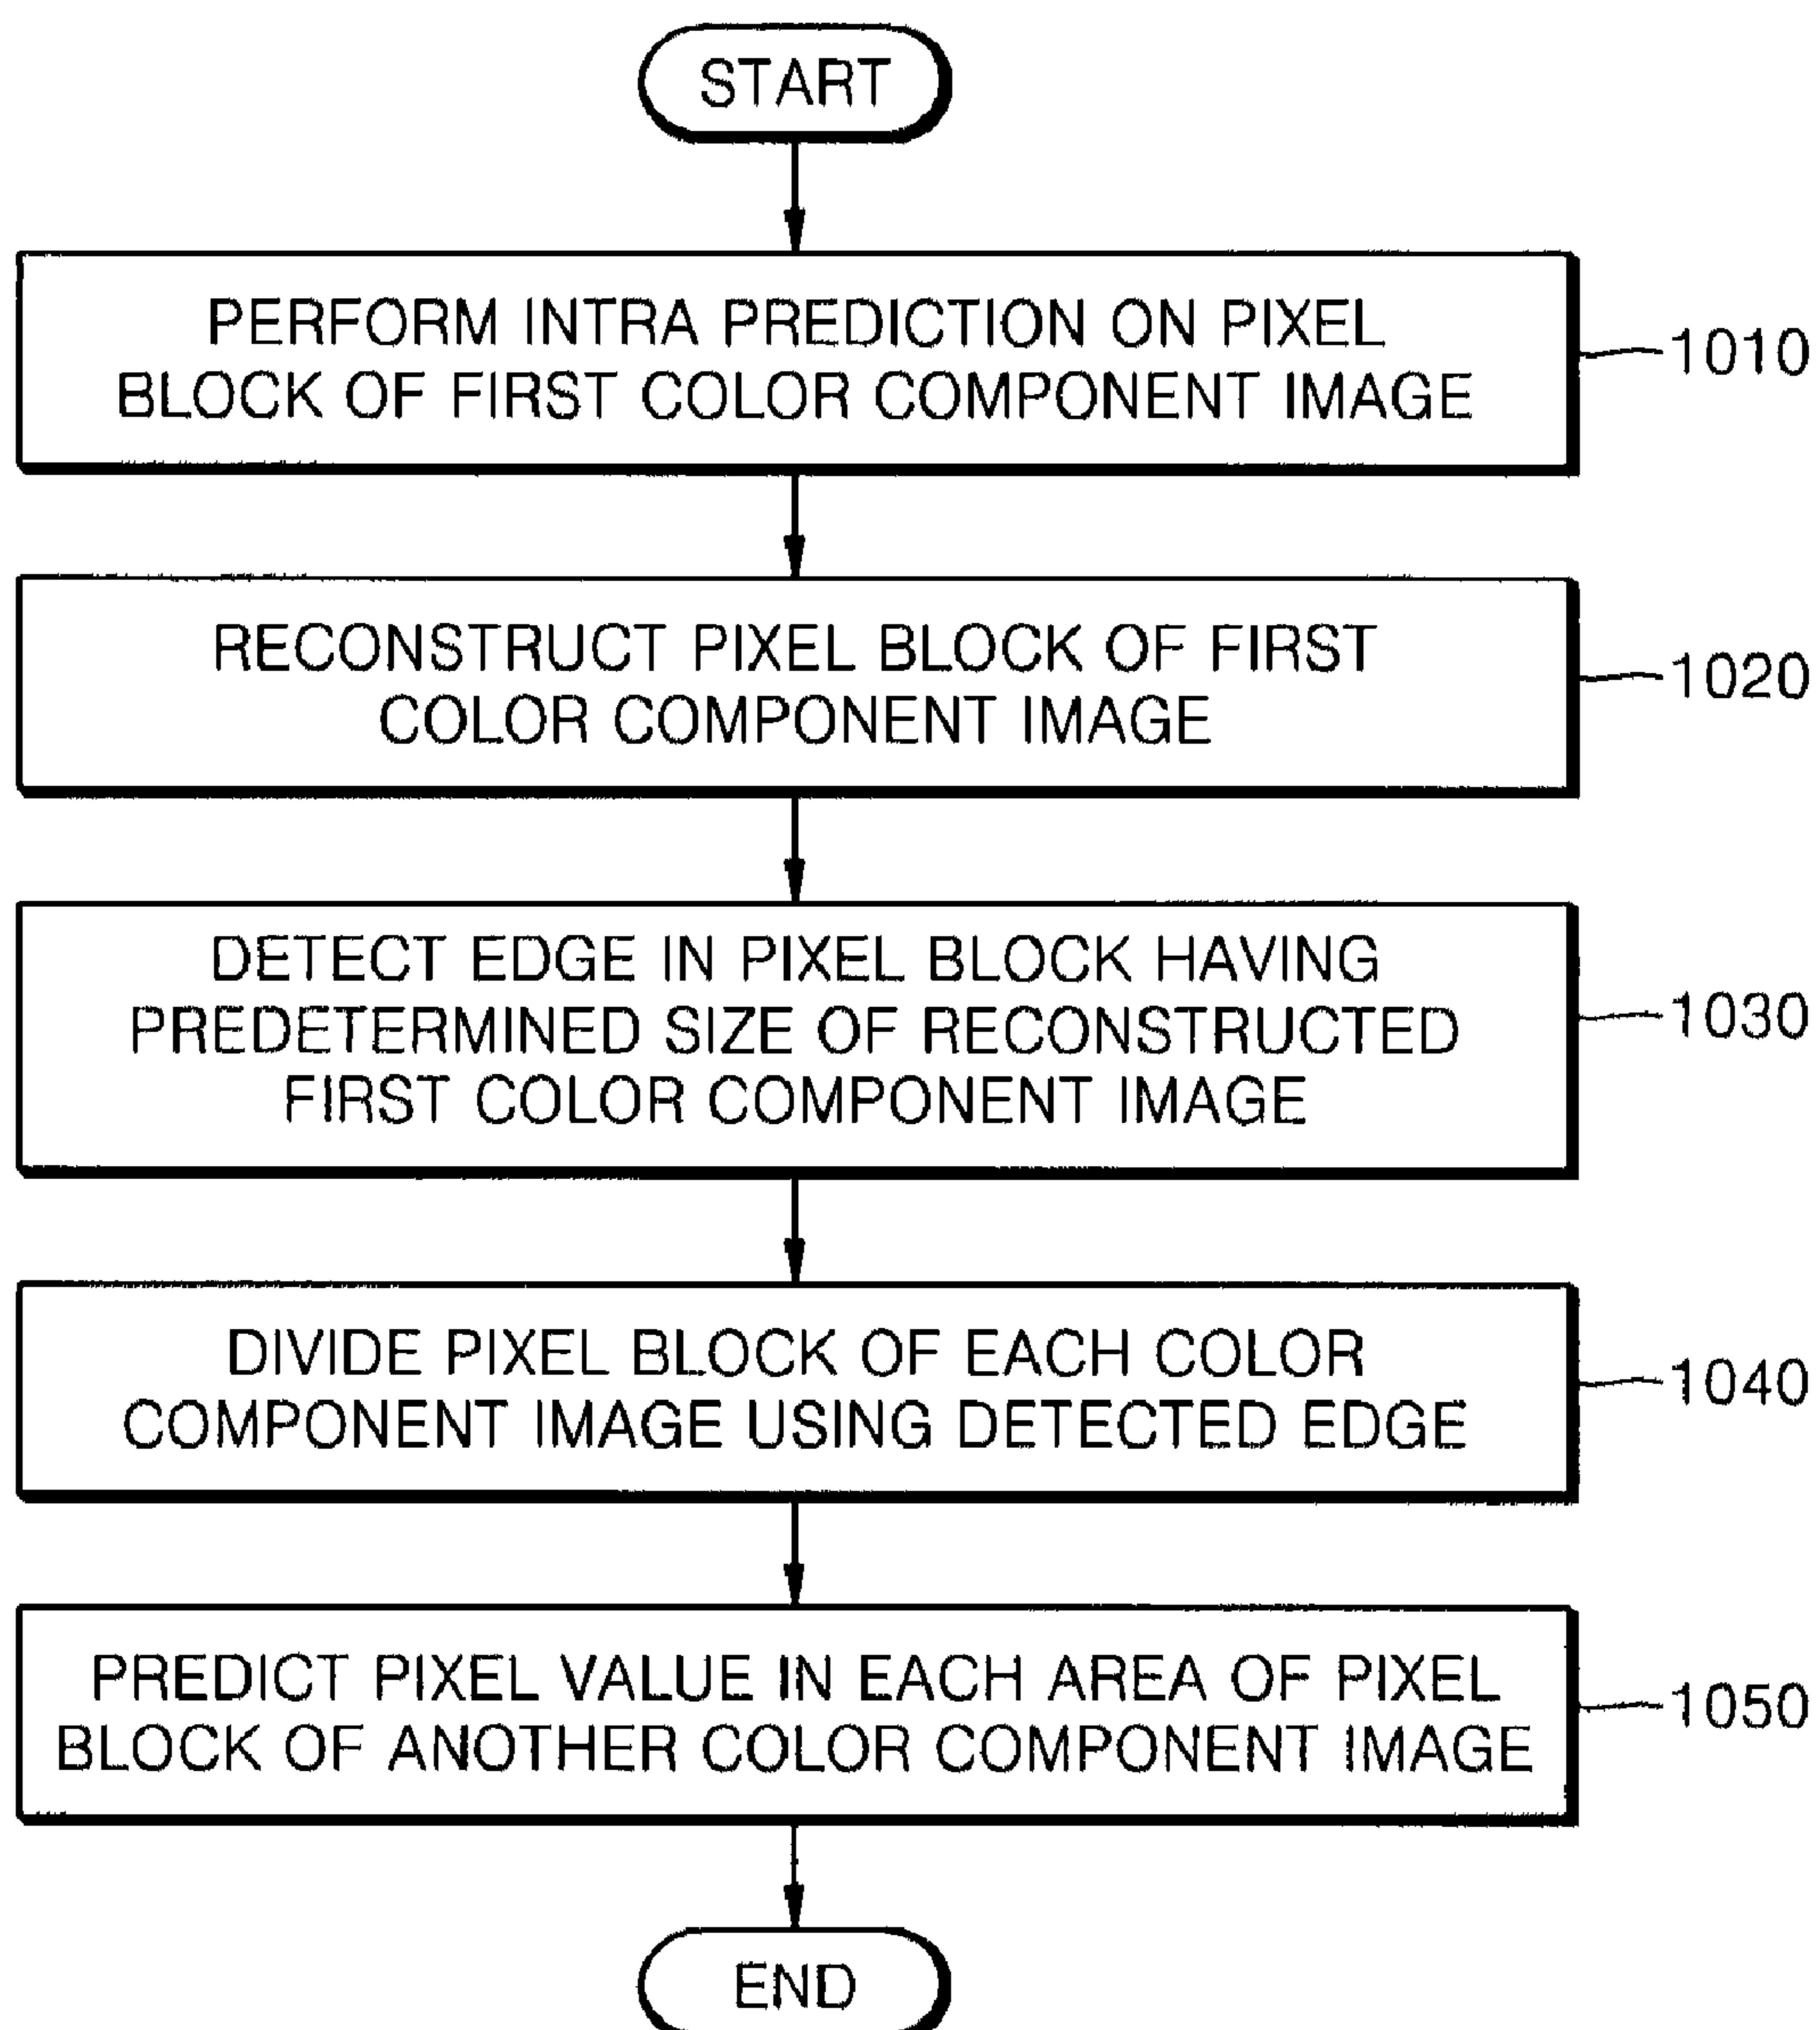 START
PERFORM INTRA PREDICTION ON PIXEL
BLOCK OF FIRST COLOR COMPONENT IMAGE
1010
RECONSTRUCT PIXEL BLOCK OF FIRST
COLOR COMPONENT IMAGE
1020
DETECT EDGE IN PIXEL BLOCK HAVING
PREDETERMINED SIZE OF RECONSTRUCTED
FIRST COLOR COMPONENT IMAGE
1030
DIVIDE PIXEL BLOCK OF EACH COLOR
COMPONENT IMAGE USING DETECTED EDGE
1040
PREDICT PIXEL VALUE IN EACH AREA OF PIXEL
BLOCK OF ANOTHER COLOR COMPONENT IMAGE
1050
END